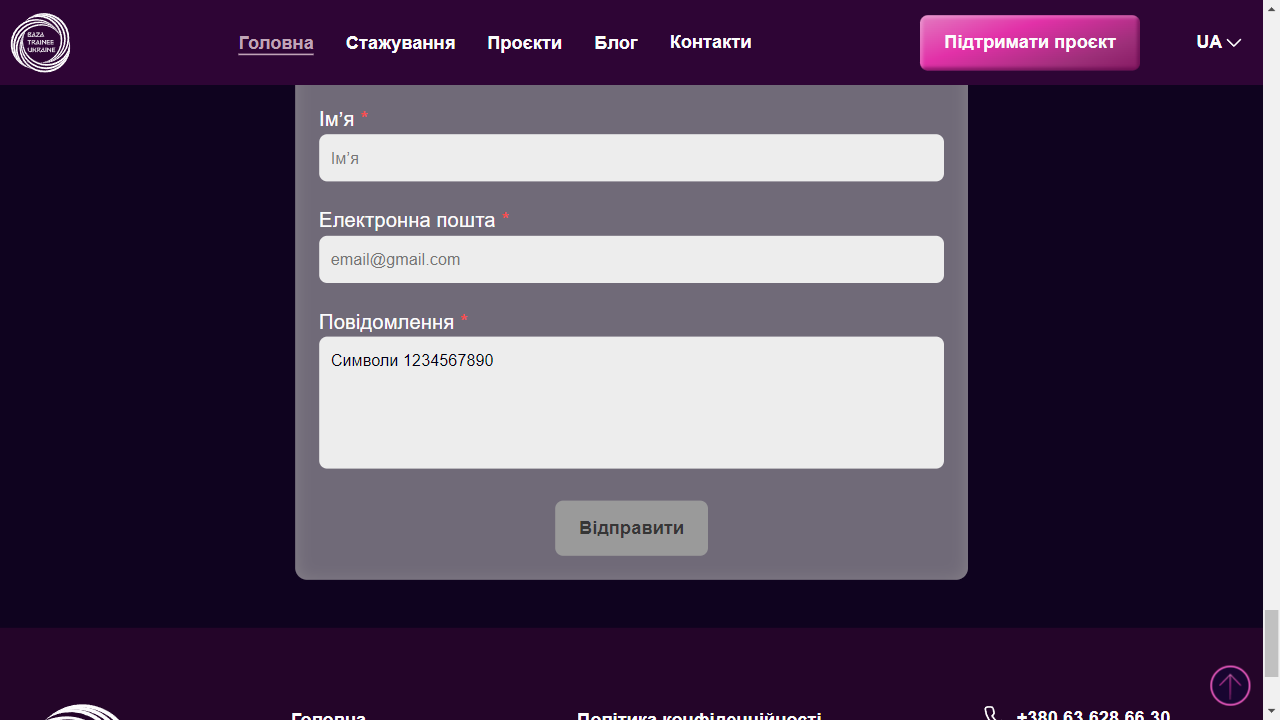 BAZA
TRAINEE
UKRAINE
Головна Стажування Проєкти Блог Контакти
Підтримати проєкт
UA
Ім’я *
Ім’я
Електронна пошта *
email@gmail.com
Повідомлення *
Символи 1234567890
Відправити
Головна Політика конфіденційності +380 63 628 66 30